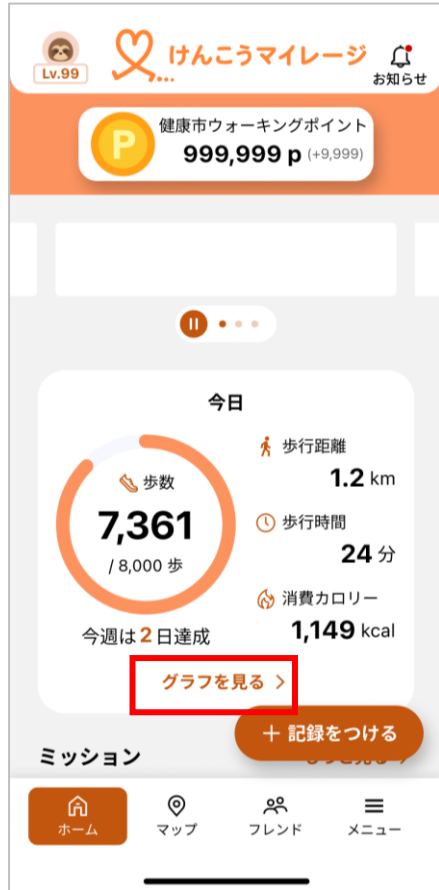 Lv.99
けんこうマイレージ
お知らせ
P
健康市ウォーキングポイント
999,999 p (+9,999)
今日
歩数
7,361
/ 8,000 歩
今週は2日達成
歩行距離
1.2 km
歩行時間
24 分
消費カロリー
1,149 kcal
グラフを見る
+ 記録をつける
ミッション
ホーム
マップ
フレンド
メニュー